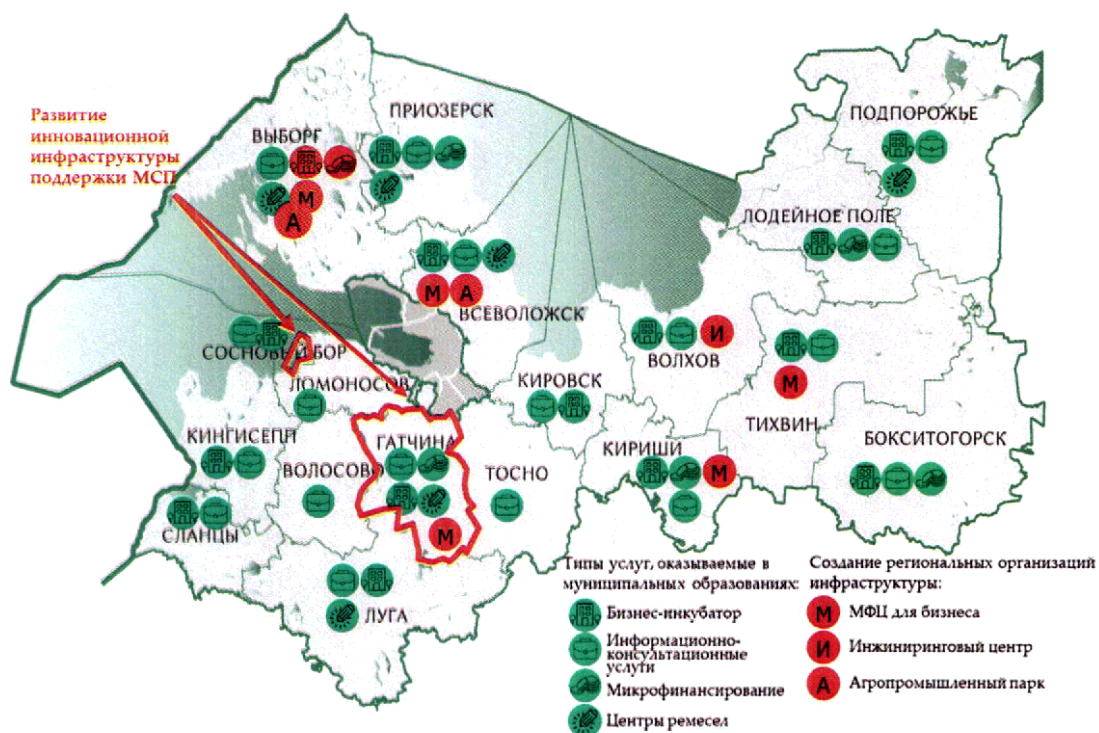 Развитие
инновационной
инфраструктуры
поддержки МСП
ВЫБОРГ
М
А
ПРИОЗЕРСК
ПОДПОРОЖЬЕ
ЛОДЕЙНОЕ ПОЛЕ
М А
ВСЕВОЛОЖСК
И
ВОЛХОВ
М
ТИХВИН
СОСНОВЫЙ БОР
ЛОМОНОСОВ
КИРОВСК
КИНГИСЕПП
ВОЛОСОВО
ГАТЧИНА
М
ТОСНО
КИРИШИ
М
БОКСИТОГОРСК
СЛАНЦЫ
ЛУГА
Типы услуг, оказываемые в
муниципальных образованиях:
Бизнес-инкубатор
Информационно-
консультационные
услуги
Микрофинансирование
Центры ремесел
Создание региональных организаций
инфраструктуры:
М МФЦ для бизнеса
И Инжиниринговый центр
А Агропромышленный парк